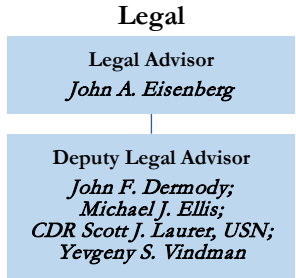 Legal
Legal Advisor
John A. Eisenberg
Deputy Legal Advisor
John F. Dermody;
Michael J. Ellis;
CDR Scott J. Laurer, USN;
Yevgeny S. Vindman